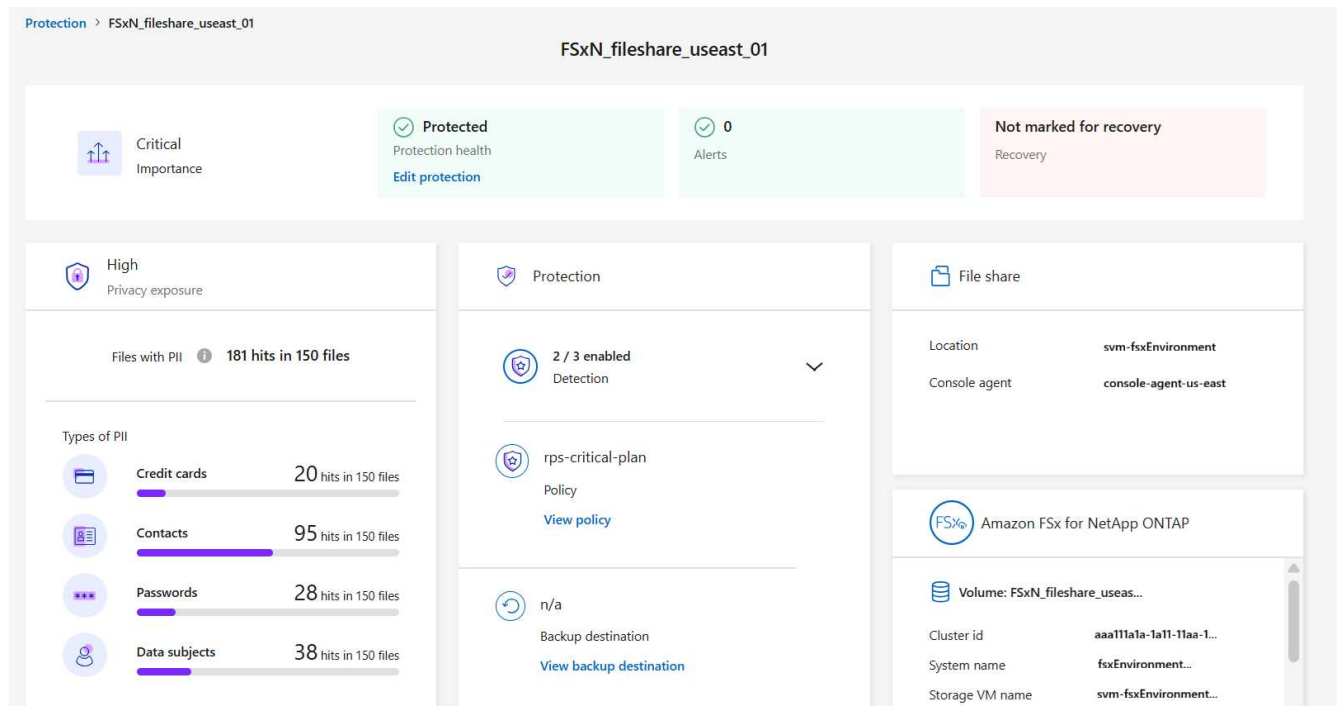 Protection > FSxN_fileshare_useast_01
FSxN_fileshare_useast_01
Critical
Importance
Protected
Protection health
Edit protection
0
Alerts
Not marked for recovery
Recovery
High
Privacy exposure
Files with PII i 181 hits in 150 files
Types of PII
Credit cards 20 hits in 150 files
Contacts 95 hits in 150 files
Passwords 28 hits in 150 files
Data subjects 38 hits in 150 files
Protection
2 / 3 enabled
Detection
rps-critical-plan
Policy
View policy
n/a
Backup destination
View backup destination
File share
Location svm-fsxEnvironment
Console agent console-agent-us-east
FSx Amazon FSx for NetApp ONTAP
Volume: FSxN_fileshare_useas...
Cluster id aaa111a1a-1a11-11aa-1...
System name fsxEnvironment...
Storage VM name svm-fsxEnvironment...